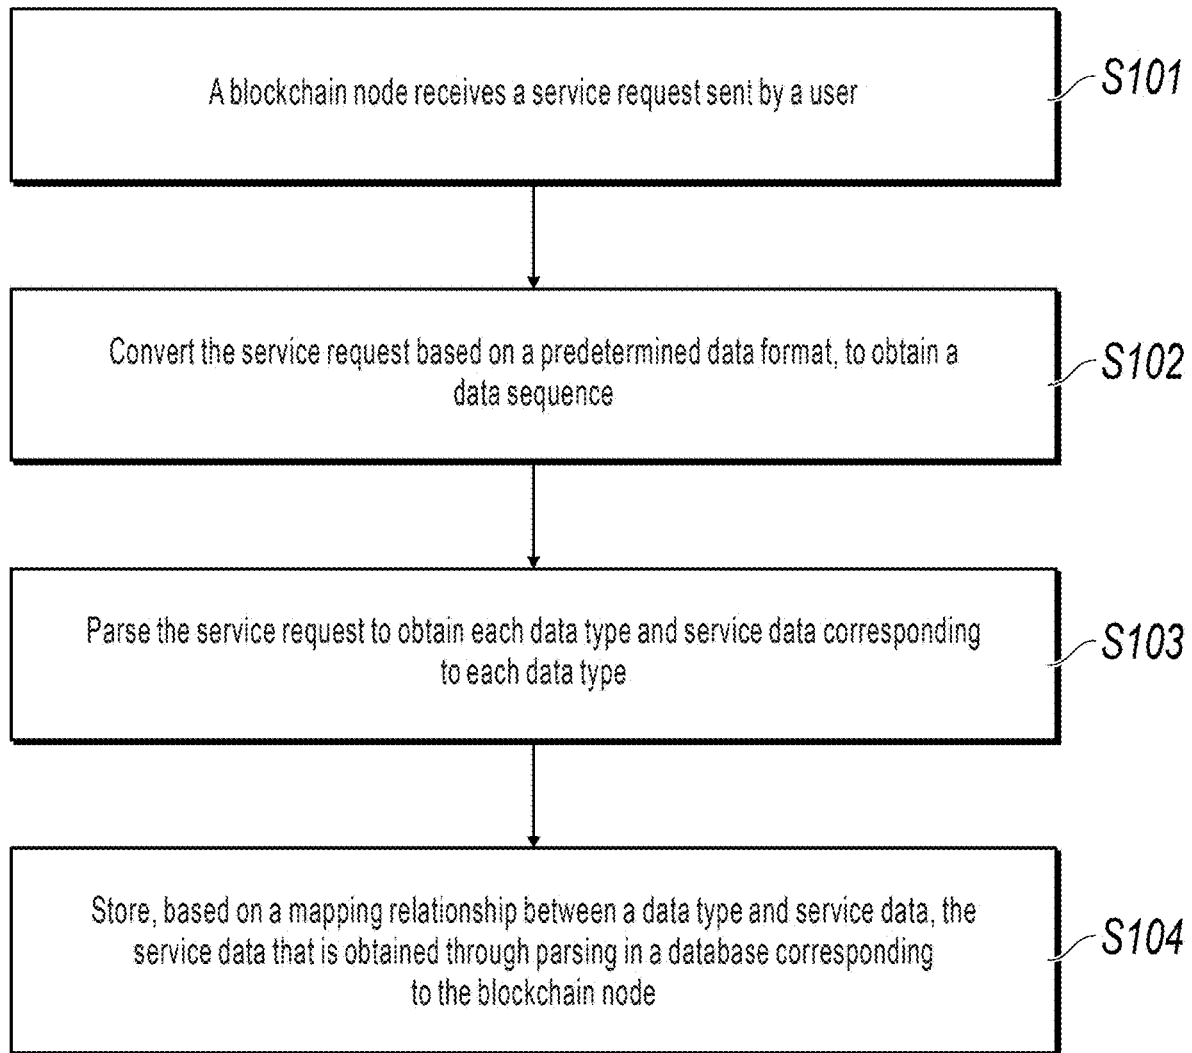 A blockchain node receives a service request sent by a user
S101
Convert the service request based on a predetermined data format, to obtain a
data sequence
S102
Parse the service request to obtain each data type and service data corresponding
to each data type
S103
Store, based on a mapping relationship between a data type and service data, the
service data that is obtained through parsing in a database corresponding
to the blockchain node
S104